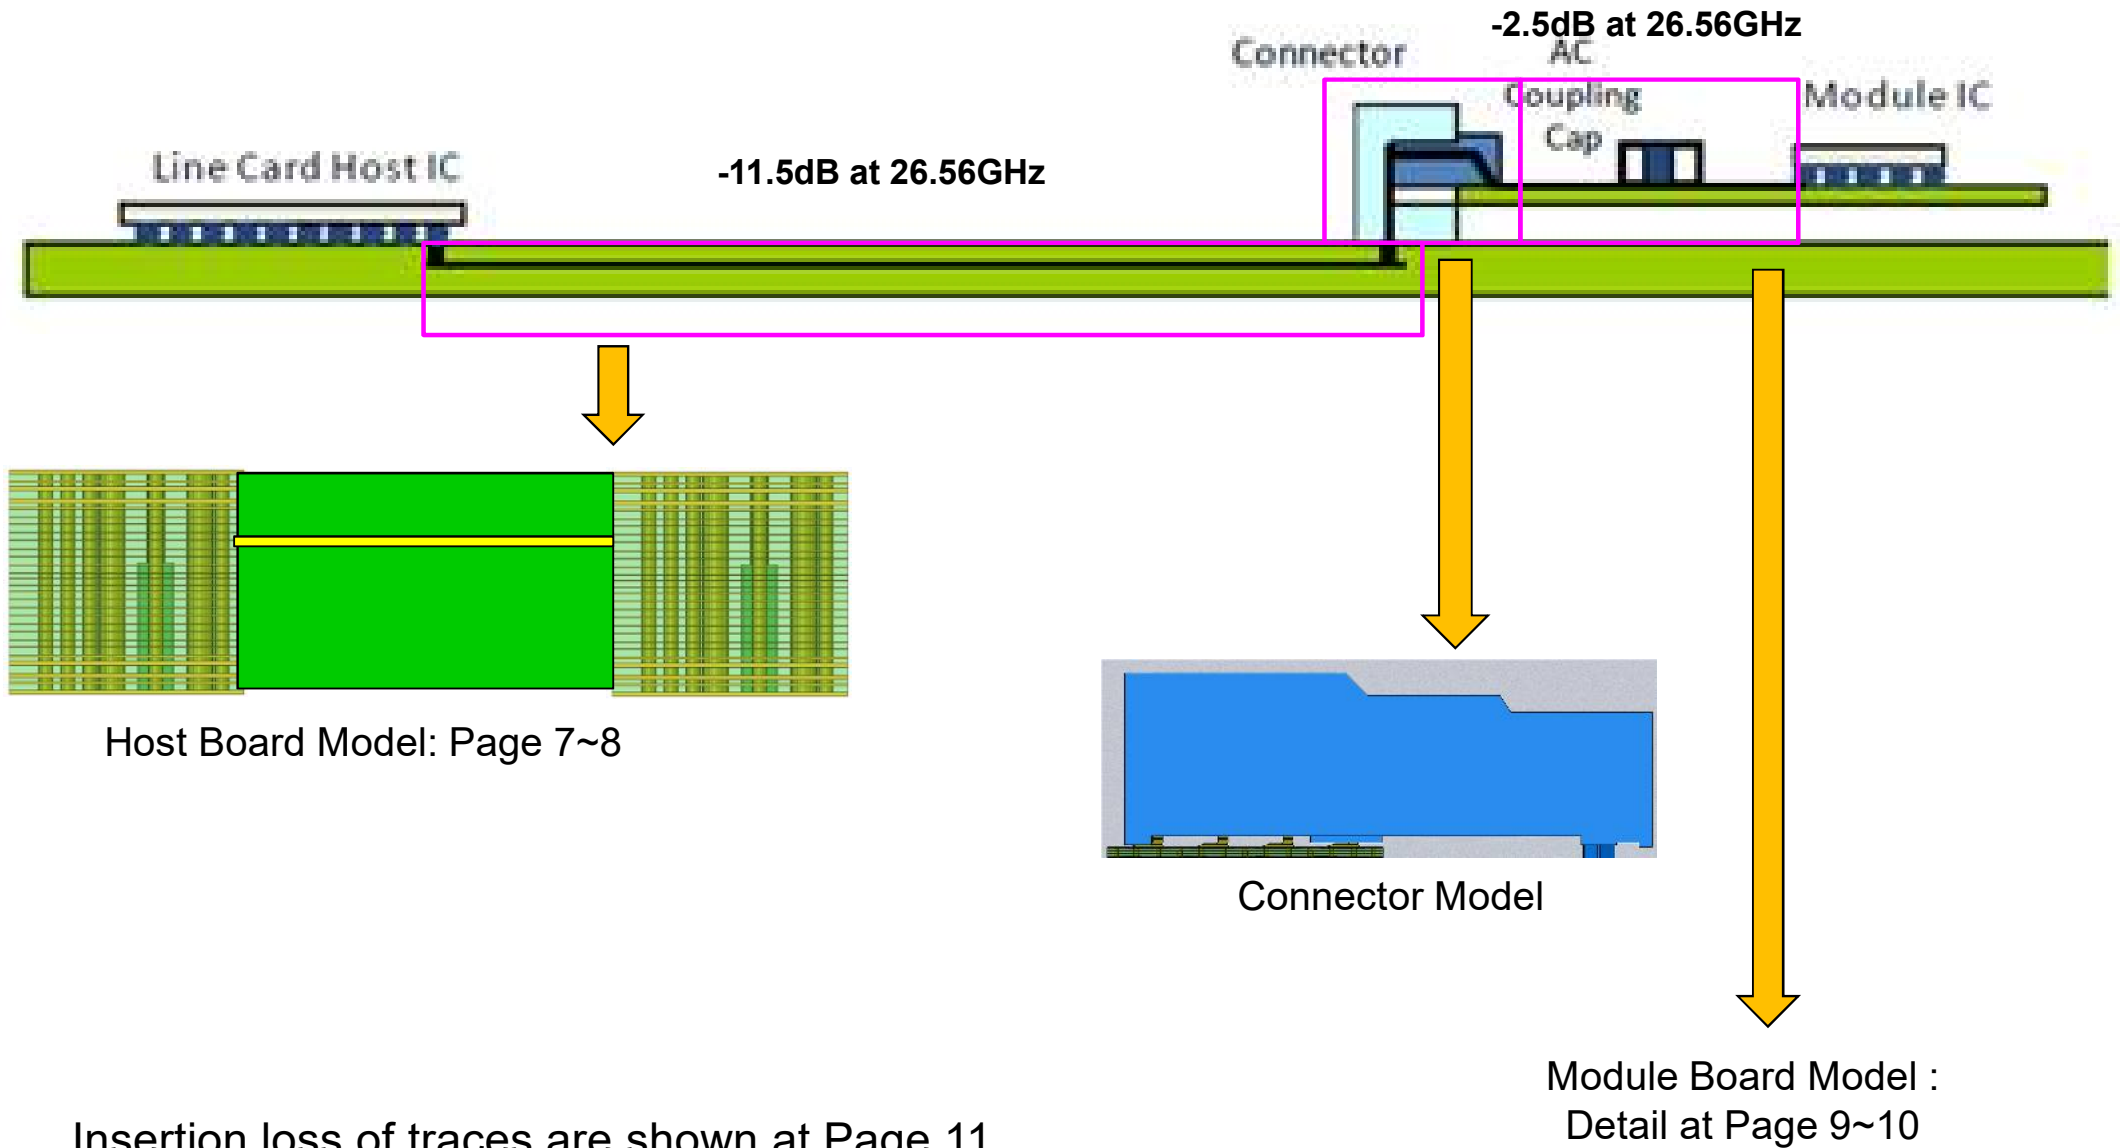 -2.5dB at 26.56GHz
Connector
AC
Coupling
Cap
Module IC
Line Card Host IC
-11.5dB at 26.56GHz
Host Board Model: Page 7~8
Connector Model
Module Board Model :
Detail at Page 9~10
Insertion loss of traces are shown at Page 11